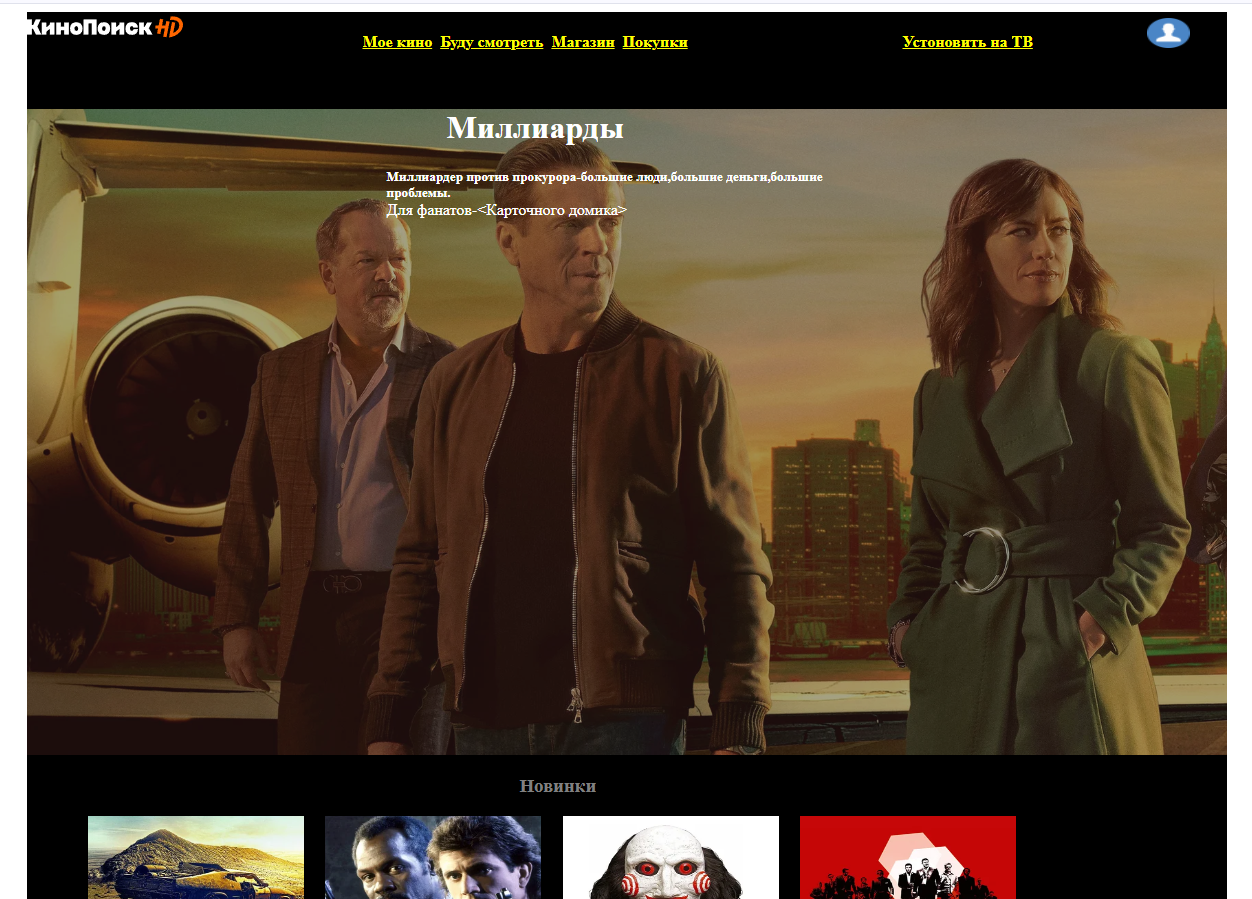 КиноПоиск HD
Мое кино Буду смотреть Магазин Покупки
Устоновить на ТВ
Миллиарды
Миллиардер против прокурора-большие люди,большие деньги,большие
проблемы.
Для фанатов-<Карточного домика>
Новинки